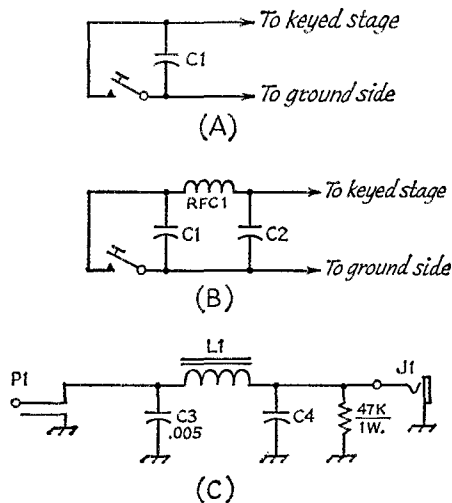 To keyed stage
C1
To ground side
(A)
RFC1
To keyed stage
C1
C2
To ground side
(B)
L1
P1
J1
C3
.005
C4
47K
1W.
(C)